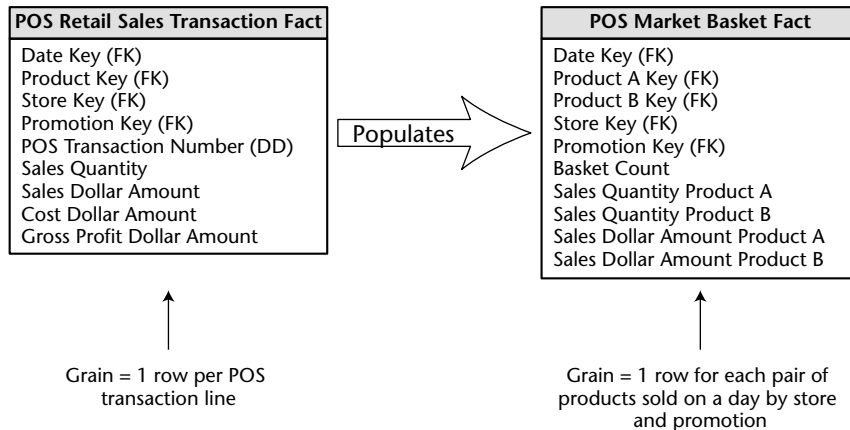 POS Retail Sales Transaction Fact
Date Key (FK)
Product Key (FK)
Store Key (FK)
Promotion Key (FK)
POS Transaction Number (DD)
Sales Quantity
Sales Dollar Amount
Cost Dollar Amount
Gross Profit Dollar Amount
Populates
POS Market Basket Fact
Date Key (FK)
Product A Key (FK)
Product B Key (FK)
Store Key (FK)
Promotion Key (FK)
Basket Count
Sales Quantity Product A
Sales Quantity Product B
Sales Dollar Amount Product A
Sales Dollar Amount Product B
Grain = 1 row per POS
transaction line
Grain = 1 row for each pair of
products sold on a day by store
and promotion